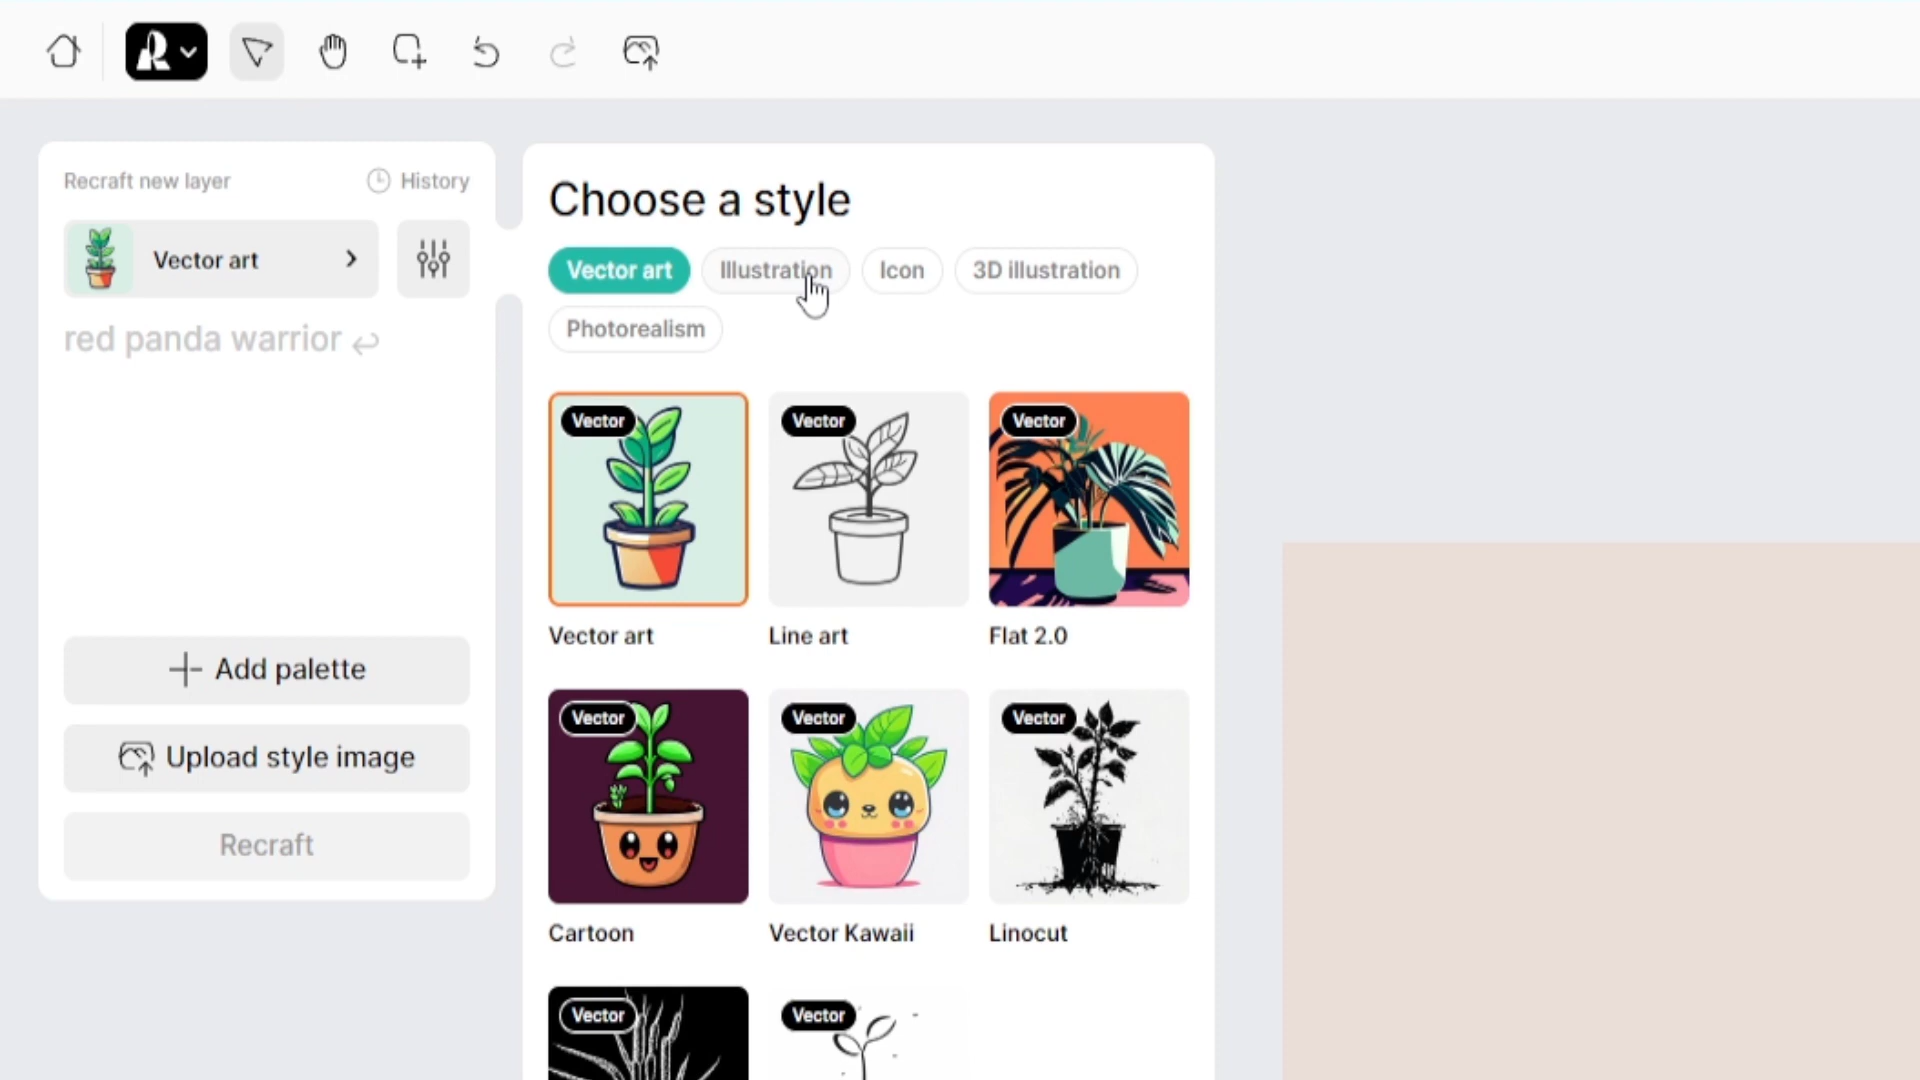 Recraft new layer
History
Vector art
red panda warrior
Add palette
Upload style image
Recraft
Choose a style
Vector art
Illustration
Icon
3D illustration
Photorealism
Vector
Vector
Vector
Vector art
Line art
Flat 2.0
Vector
Vector
Vector
Cartoon
Vector Kawaii
Linocut
Vector
Vector